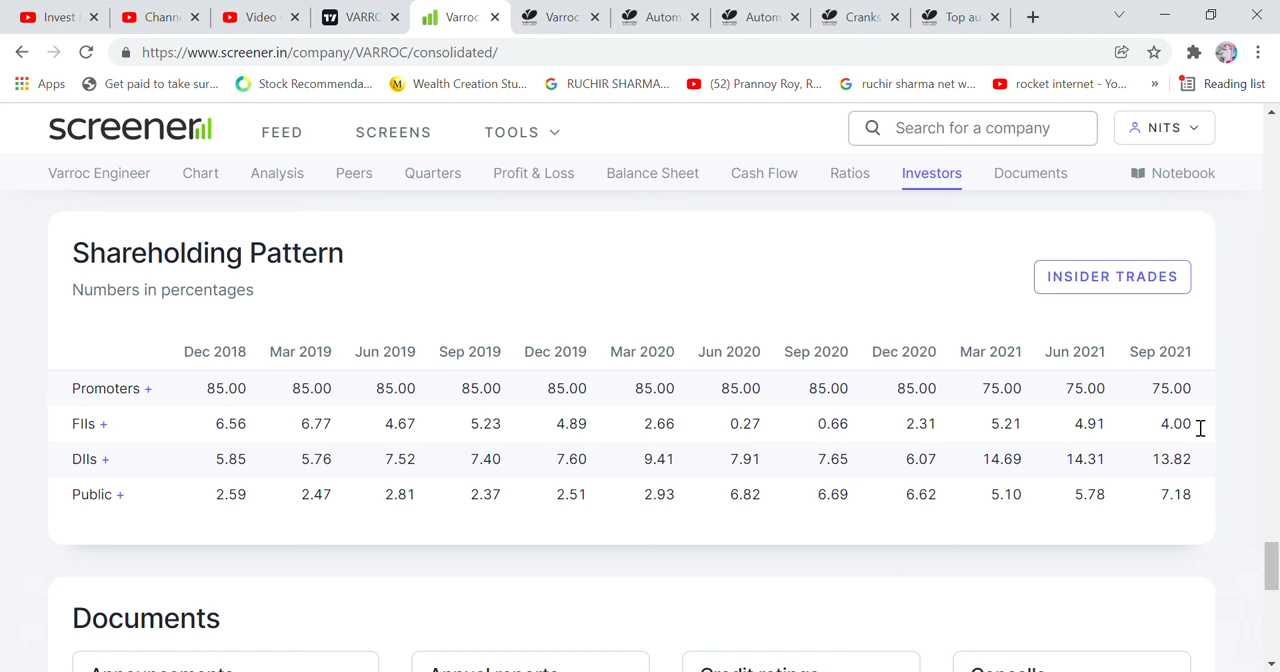 Invest Channe Video VARRC Varroc Varroc Autom Autom Cranks Top au
https://www.screener.in/company/VARROC/consolidated/
Apps Get paid to take sur... Stock Recommenda... Wealth Creation Stu... RUCHIR SHARMA... (52) Prannoy Roy, R... ruchir sharma net w... rocket internet - Yo... » Reading list
screener FEED SCREENS TOOLS Search for a company NITS
Varroc Engineer Chart Analysis Peers Quarters Profit & Loss Balance Sheet Cash Flow Ratios Investors Documents Notebook
Shareholding Pattern
Numbers in percentages
INSIDER TRADES
Dec 2018 Mar 2019 Jun 2019 Sep 2019 Dec 2019 Mar 2020 Jun 2020 Sep 2020 Dec 2020 Mar 2021 Jun 2021 Sep 2021
Promoters + 85.00 85.00 85.00 85.00 85.00 85.00 85.00 85.00 85.00 75.00 75.00 75.00
FIIs + 6.56 6.77 4.67 5.23 4.89 2.66 0.27 0.66 2.31 5.21 4.91 4.00
DIIs + 5.85 5.76 7.52 7.40 7.60 9.41 7.91 7.65 6.07 14.69 14.31 13.82
Public + 2.59 2.47 2.81 2.37 2.51 2.93 6.82 6.69 6.62 5.10 5.78 7.18
Documents
Announcements Annual reports Credit ratings Concalls